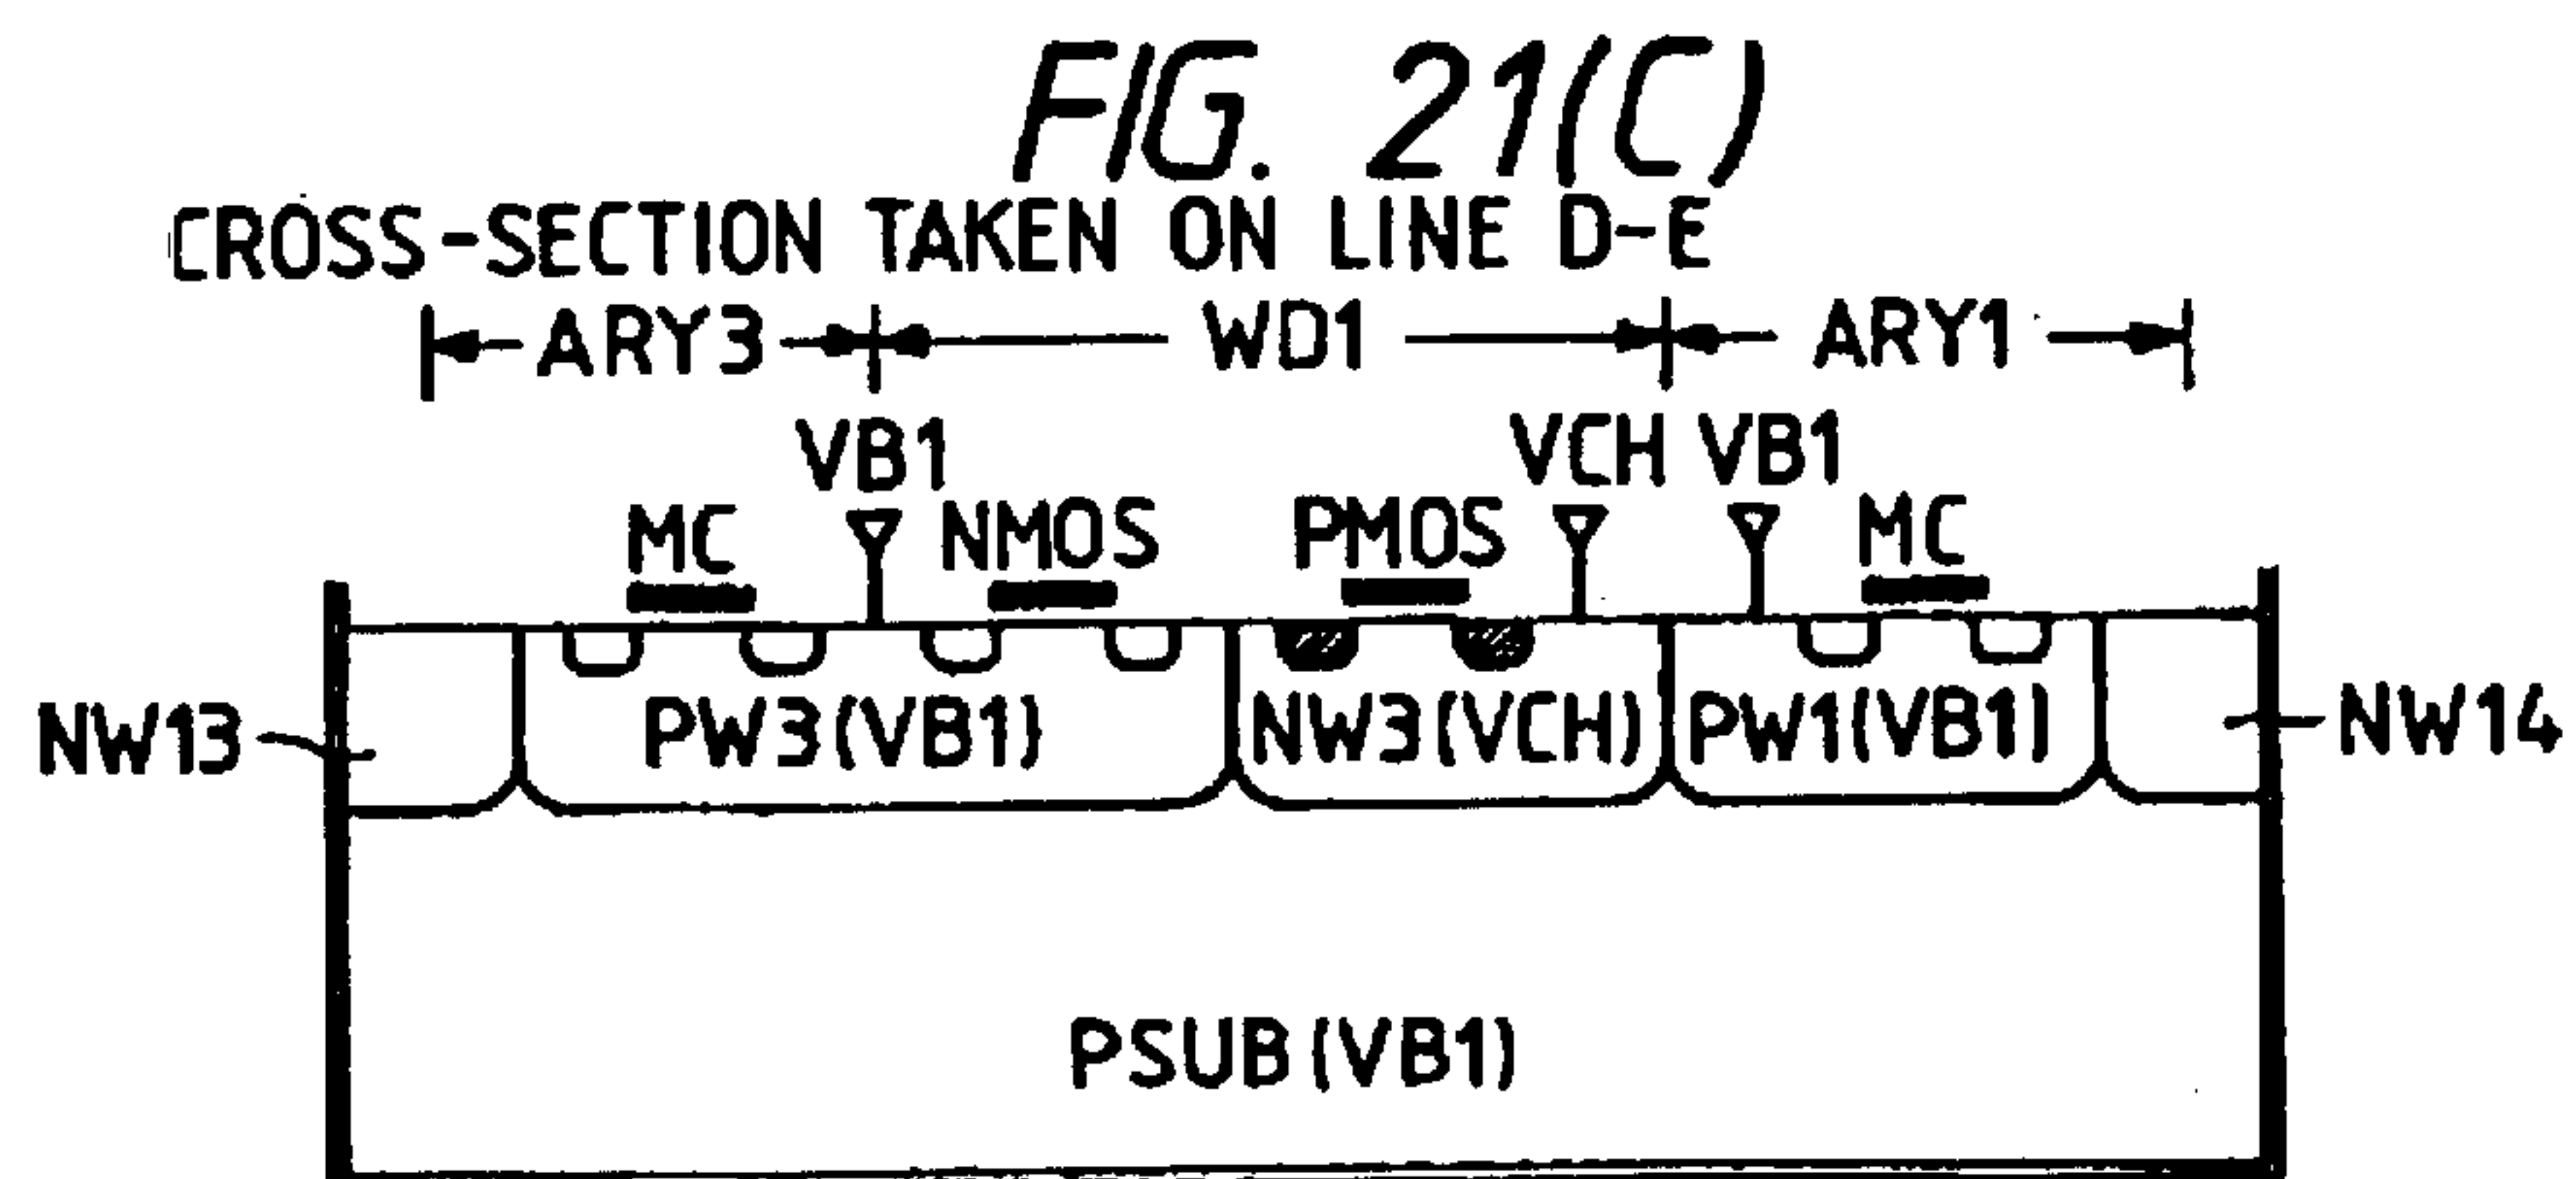 FIG. 21(C)
CROSS-SECTION TAKEN ON LINE D-E
ARY3 WD1 ARY1
VB1 VCH VB1
MC NMOS PMOS MC
NW13 PW3(VB1) NW3(VCH) PW1(VB1) NW14
PSUB(VB1)